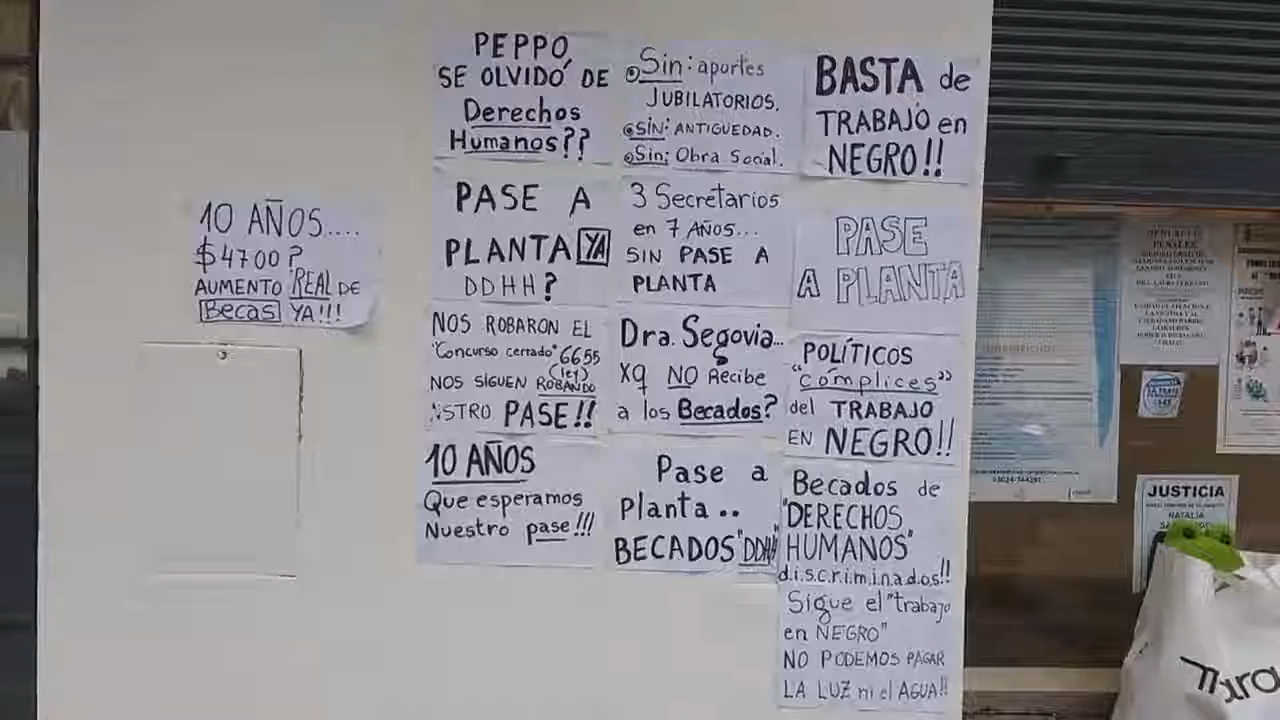 10 AÑOS....
$4700?
AUMENTO REAL DE
Becas YA!!!
PEPPO
SE OLVIDÓ DE
Derechos
Humanos??
PASE A
PLANTA YA
DDHH?
NOS ROBARON EL
"Concurso cerrado" 6655
(ley)
NOS SIGUEN ROBANDO
NSTRO PASE!!
10 AÑOS
Que esperamos
Nuestro pase!!!
Sin: aportes
JUBILATORIOS.
SIN: ANTIGUEDAD.
Sin: Obra Social.
3 Secretarios
en 7 AÑOS...
SIN PASE A
PLANTA
Dra. Segovia...
xq NO Recibe
a los Becados?
Pase a
Planta..
BECADOS "DDHH"
BASTA de
TRABAJO en
NEGRO!!
PASE
A PLANTA
POLÍTICOS
"cómplices"
del TRABAJO
EN NEGRO!!
Becados de
"DERECHOS
HUMANOS"
d.i.s.c.r.i.m.i.n.a.d.o.s!!
Sigue el "trabajo
en NEGRO"
NO PODEMOS PAGAR
LA LUZ ni el AGUA!!
PENALES
JUSTICIA
NATALIA